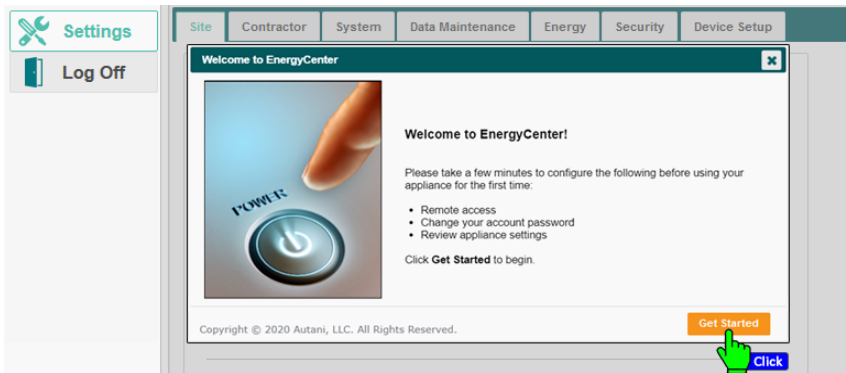 Settings
Log Off
Site Contractor System Data Maintenance Energy Security Device Setup
Welcome to EnergyCenter
POWER
Welcome to EnergyCenter!
Please take a few minutes to configure the following before using your
appliance for the first time:
• Remote access
• Change your account password
• Review appliance settings
Click Get Started to begin.
Copyright © 2020 Autani, LLC. All Rights Reserved.
Get Started
Click